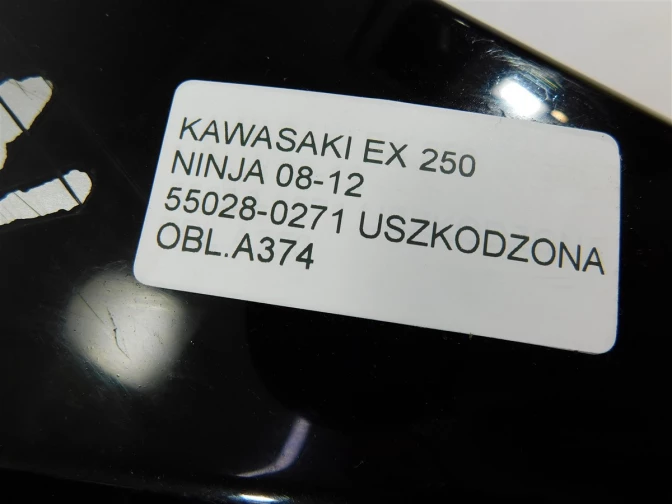 KAWASAKI EX 250
NINJA 08-12
55028-0271 USZKODZONA
OBL.A374